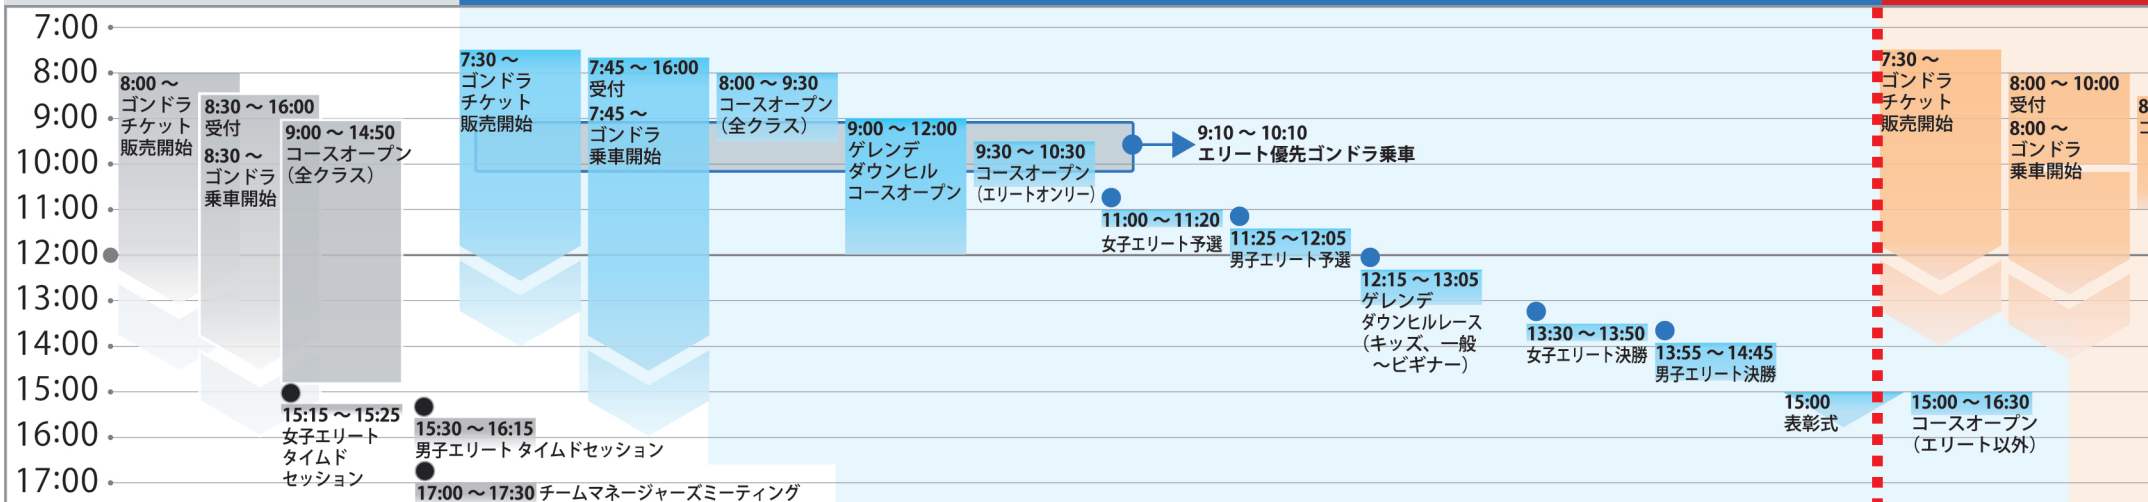 7:00
8:00
9:00
10:00
11:00
12:00
13:00
14:00
15:00
16:00
17:00
8:00 〜
ゴンドラ
チケット
販売開始
8:30 〜 16:00
受付
8:30 〜
ゴンドラ
乗車開始
9:00 〜 14:50
コースオープン
（全クラス）
15:15 〜 15:25
女子エリート
タイムド
セッション
15:30 〜 16:15
男子エリート タイムドセッション
17:00 〜 17:30 チームマネージャーズミーティング
7:30 〜
ゴンドラ
チケット
販売開始
7:45 〜 16:00
受付
7:45 〜
ゴンドラ
乗車開始
8:00 〜 9:30
コースオープン
（全クラス）
9:00 〜 12:00
ゲレンデ
ダウンヒル
コースオープン
9:30 〜 10:30
コースオープン
（エリートオンリー）
9:10 〜 10:10
エリート優先ゴンドラ乗車
11:00 〜 11:20
女子エリート予選
11:25 〜 12:05
男子エリート予選
12:15 〜 13:05
ゲレンデ
ダウンヒルレース
（キッズ、一般
〜ビギナー）
13:30 〜 13:50
女子エリート決勝
13:55 〜 14:45
男子エリート決勝
15:00
表彰式
15:00 〜 16:30
コースオープン
（エリート以外）
7:30 〜
ゴンドラ
チケット
販売開始
8:00 〜 10:00
受付
8:00 〜
ゴンドラ
乗車開始